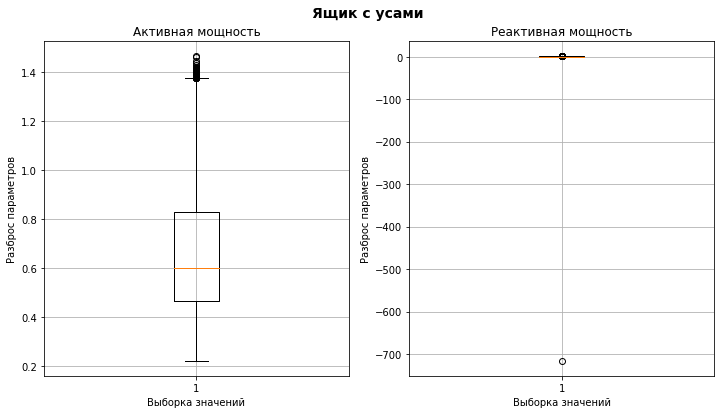 Ящик с усами
Активная мощность
Разброс параметров
1.4
1.2
1.0
0.8
0.6
0.4
0.2
1
Выборка значений
Реактивная мощность
Разброс параметров
0
−100
−200
−300
−400
−500
−600
−700
1
Выборка значений